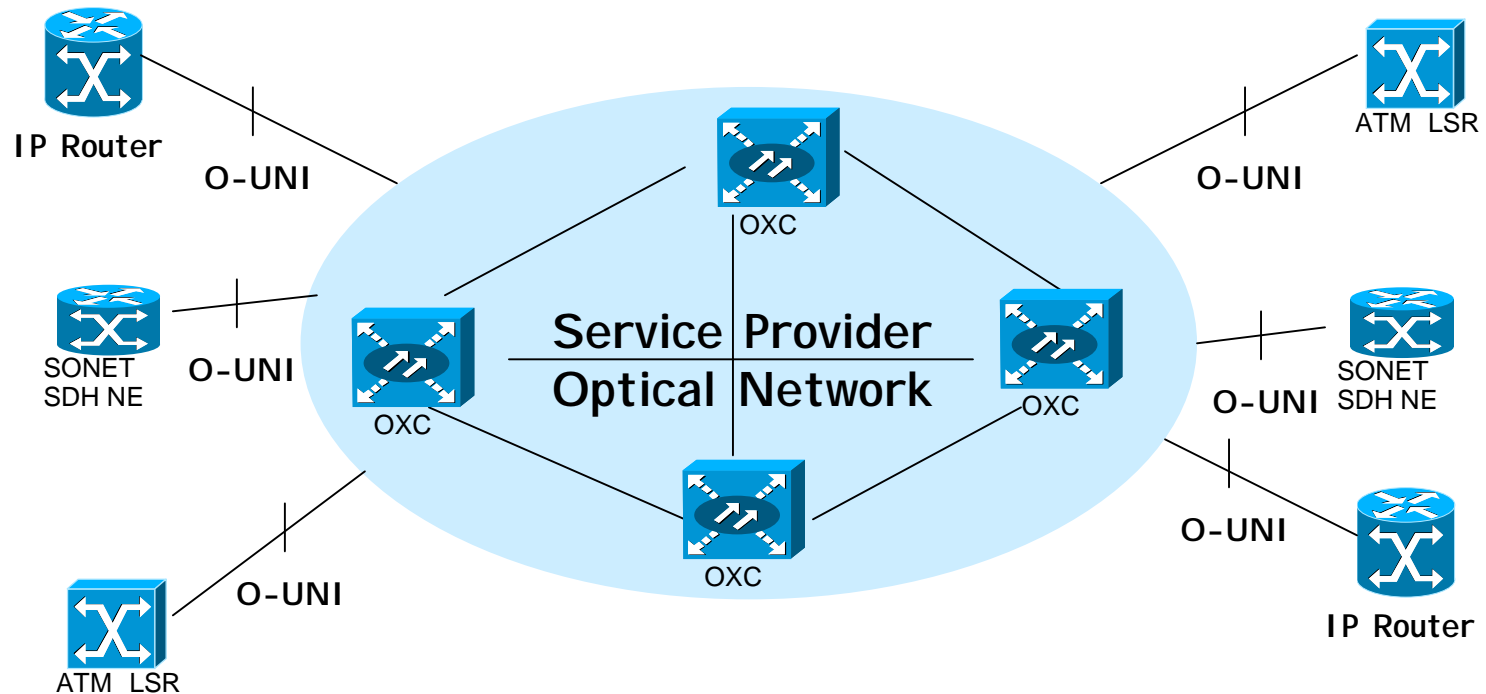 IP Router
O-UNI
ATM LSR
O-UNI
OXC
SONET
SDH NE
O-UNI
OXC
Service Provider
Optical Network
OXC
SONET
SDH NE
O-UNI
OXC
O-UNI
ATM LSR
O-UNI
IP Router